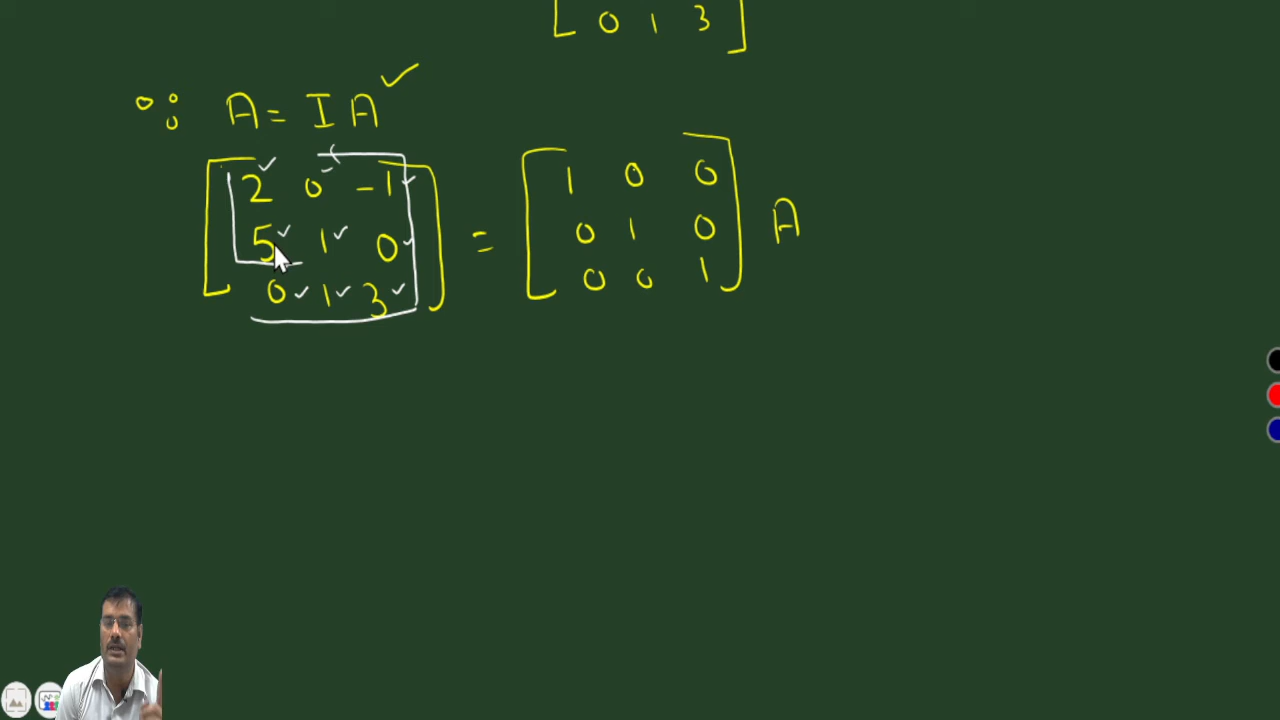 [ 0 1 3 ]
∵ A = I A ✓
[ 2 0 -1 ] = [ 1 0 0 ] A
[ 5 1 0 ] [ 0 1 0 ]
[ 0 1 3 ] [ 0 0 1 ]